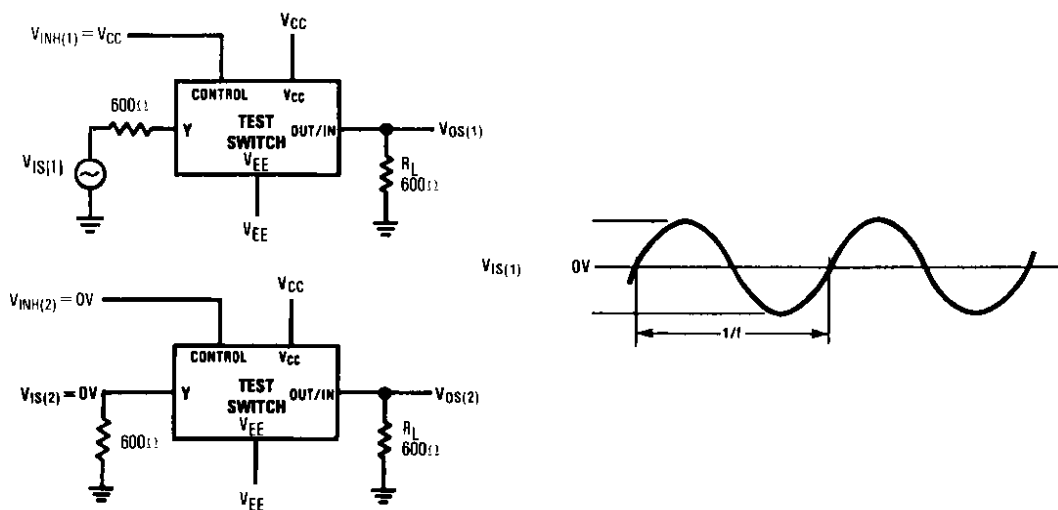 V_INH(1) = V_CC
V_CC
CONTROL
V_CC
600Ω
Y
TEST
SWITCH
OUT/IN
V_OS(1)
V_IS(1)
V_EE
R_L
600Ω
V_EE
V_IS(1)
0V
1/f
V_INH(2) = 0V
V_CC
CONTROL
V_CC
V_IS(2) = 0V
Y
TEST
SWITCH
OUT/IN
V_OS(2)
600Ω
V_EE
R_L
600Ω
V_EE